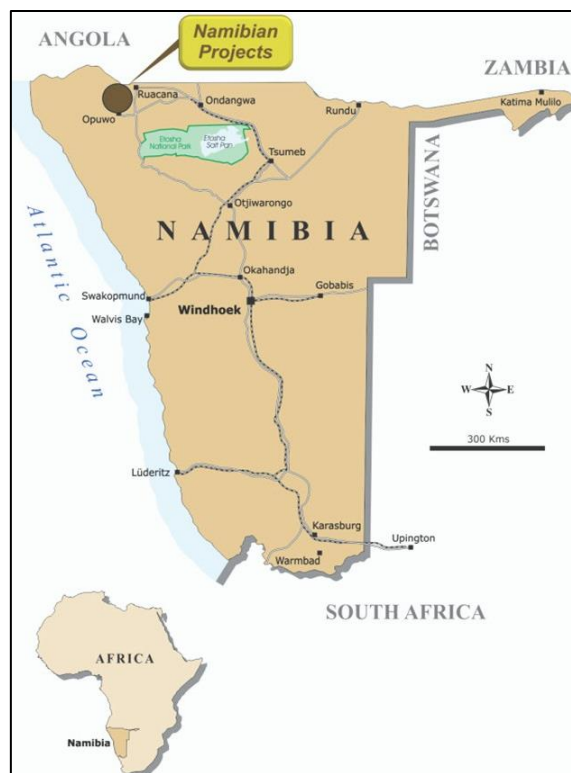 ANGOLA
Namibian
Projects
ZAMBIA
Ruacana
Ondangwa
Rundu
Katima Mulilo
Opuwo
Etosha
National Park
Etosha
Salt Pan
Tsumeb
BOTSWANA
Otjiwarongo
NAMIBIA
Atlantic Ocean
Okahandja
Gobabis
Swakopmund
Windhoek
Walvis Bay
N
W E
S
300 Kms
Lüderitz
Karasburg
Upington
Warmbad
SOUTH AFRICA
AFRICA
Namibia